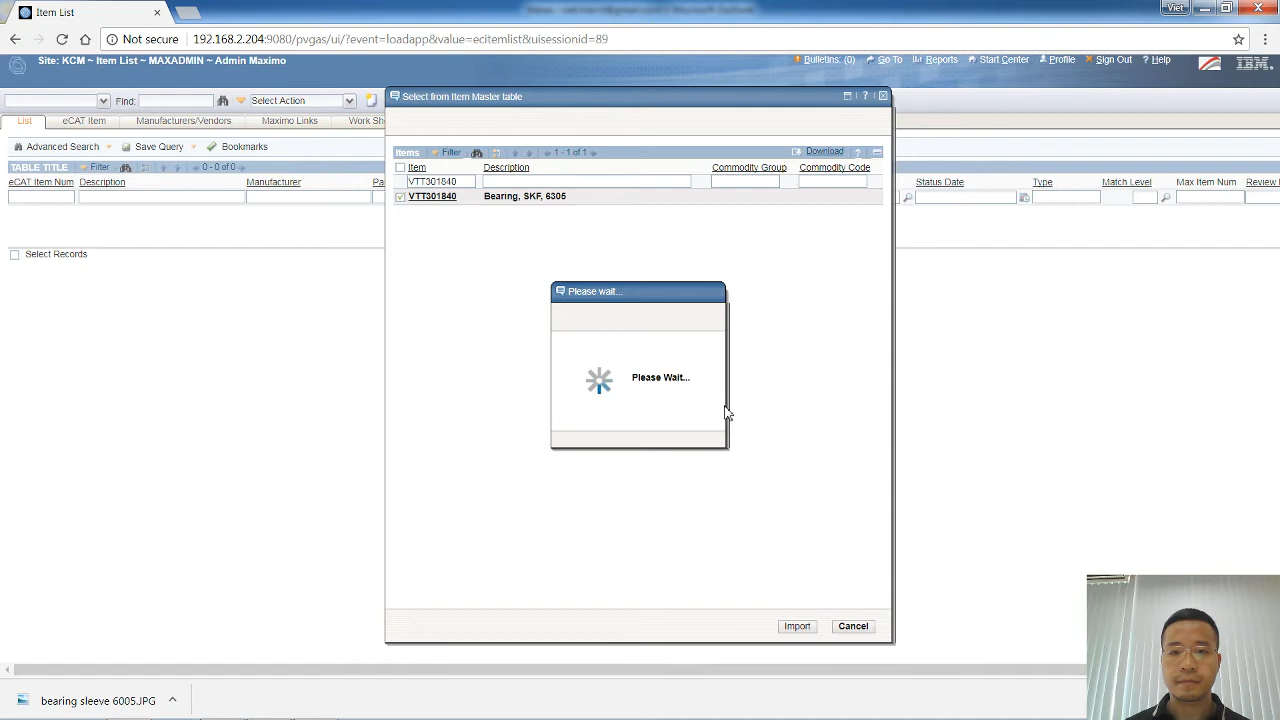 Item List
Viet
Not secure
192.168.2.204:9080/pvgas/ui/?event=loadapp&value=ecitemlist&uisessionid=89
Site: KCM ~ Item List ~ MAXADMIN ~ Admin Maximo
Bulletins: (0) Go To Reports Start Center Profile Sign Out Help
IBM
Find: Select Action
Select from Item Master table
List eCAT Item Manufacturers/Vendors Maximo Links Work Sh
Advanced Search Save Query Bookmarks
TABLE TITLE Filter 0 - 0 of 0
eCAT Item Num Description Manufacturer Pa
Status Date Type Match Level Max Item Num Review
Items Filter 1 - 1 of 1 Download
Item Description Commodity Group Commodity Code
VTT301840
VTT301840 Bearing, SKF, 6305
Select Records
Please wait...
Please Wait...
Import Cancel
bearing sleeve 6005.JPG